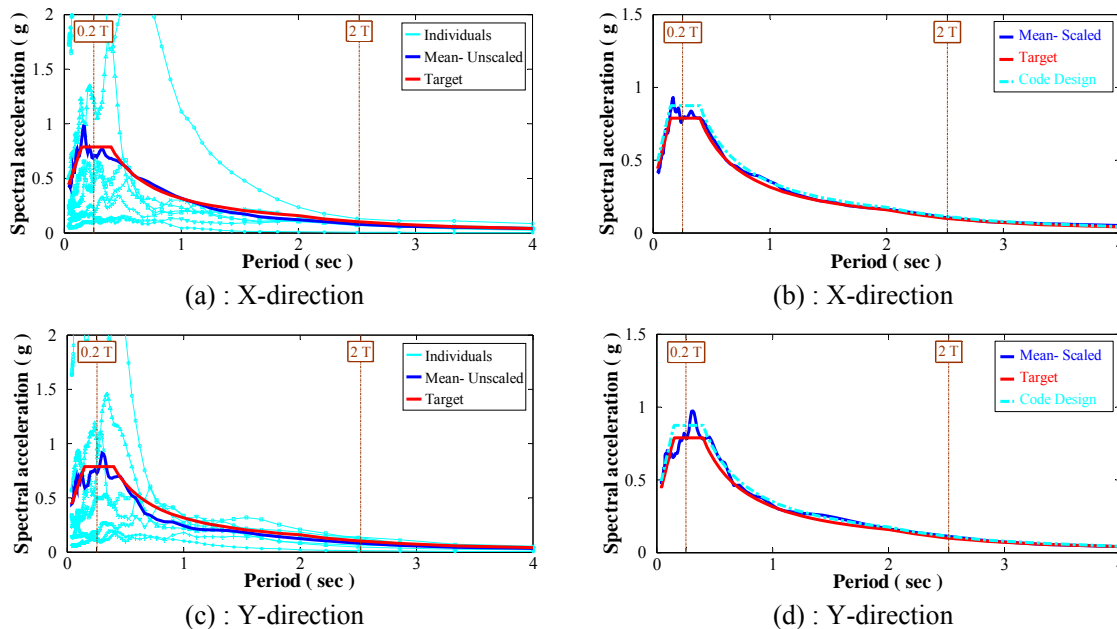 2
1.5
1
0.5
0
0.2 T
2 T
Individuals
Mean- Unscaled
Target
Spectral acceleration ( g )
0 1 2 3 4
Period ( sec )
(a) : X-direction
1.5
1
0.5
0
0.2 T
2 T
Mean- Scaled
Target
Code Design
Spectral acceleration ( g )
0 1 2 3 4
Period ( sec )
(b) : X-direction
2
1.5
1
0.5
0
0.2 T
2 T
Individuals
Mean- Unscaled
Target
Spectral acceleration ( g )
0 1 2 3 4
Period ( sec )
(c) : Y-direction
1.5
1
0.5
0
0.2 T
2 T
Mean- Scaled
Target
Code Design
Spectral acceleration ( g )
0 1 2 3 4
Period ( sec )
(d) : Y-direction